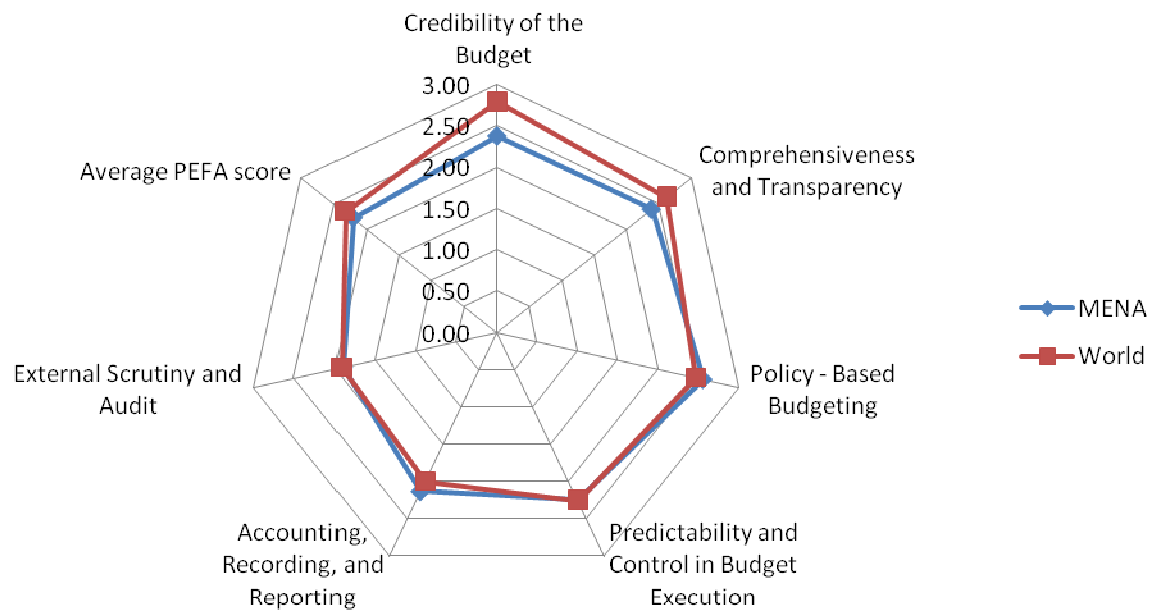 Credibility of the
Budget
3.00
2.50
2.00
1.50
1.00
0.50
0.00
Comprehensiveness
and Transparency
Policy - Based
Budgeting
Predictability and
Control in Budget
Execution
Accounting,
Recording, and
Reporting
External Scrutiny and
Audit
Average PEFA score
MENA
World